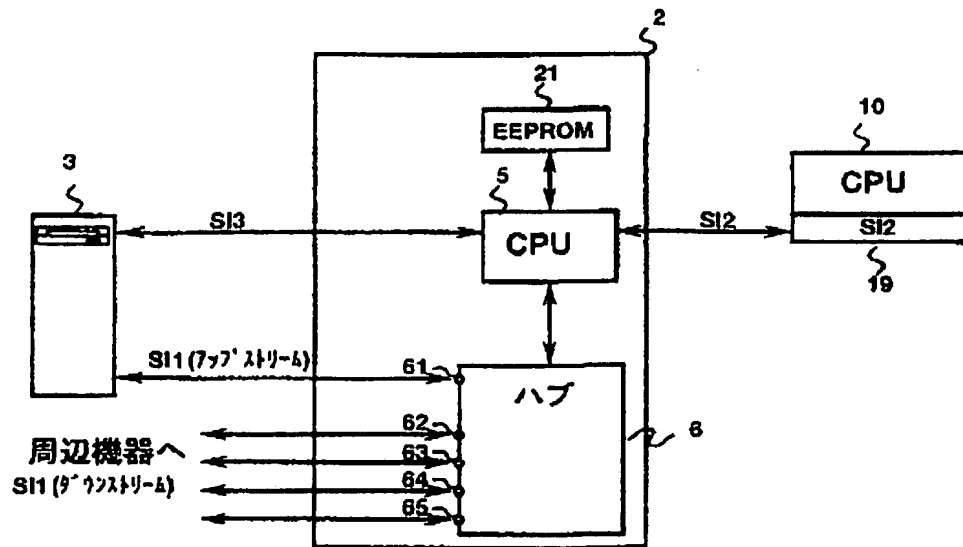 2
21
EEPROM
10
CPU
3
5
SI3
CPU
SI2
SI2
19
SI1 (アップストリーム)
61
ハブ
62
周辺機器へ
63
6
SI1 (ダウンストリーム)
64
65